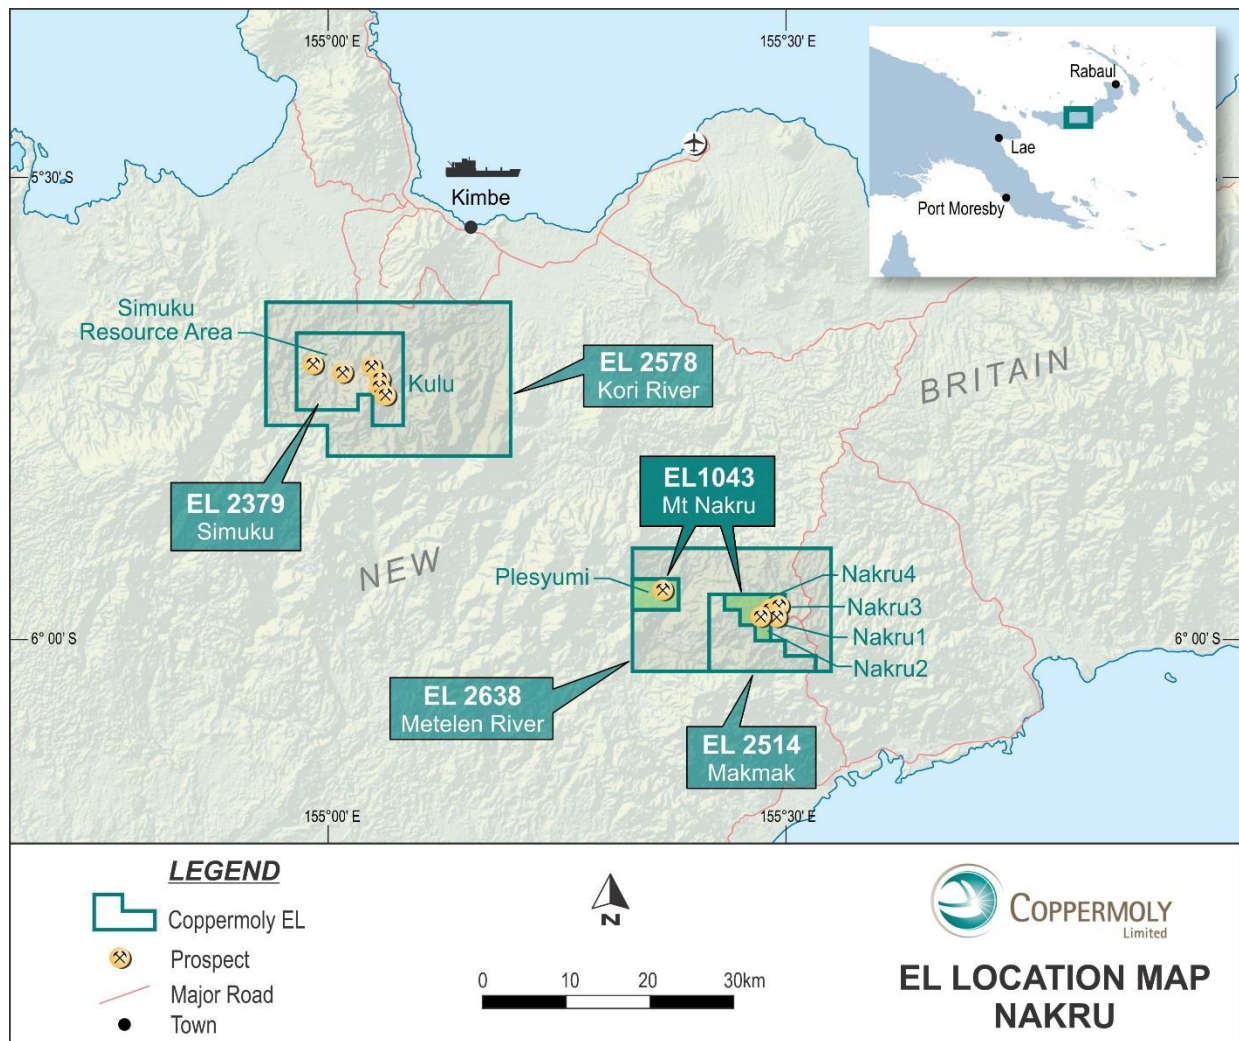 155°00' E
155°30' E
Rabaul
Lae
Port Moresby
5°30' S
5°30' S
Kimbe
Simuku
Resource Area
Kulu
EL 2578
Kori River
BRITAIN
EL 2379
Simuku
EL1043
Mt Nakru
NEW
Plesyumi
Nakru4
Nakru3
Nakru1
Nakru2
6° 00' S
6° 00' S
EL 2638
Metelen River
EL 2514
Makmak
155°00' E
155°30' E
LEGEND
Coppermoly EL
Prospect
Major Road
Town
N
0 10 20 30km
COPPERMOLY
Limited
EL LOCATION MAP
NAKRU